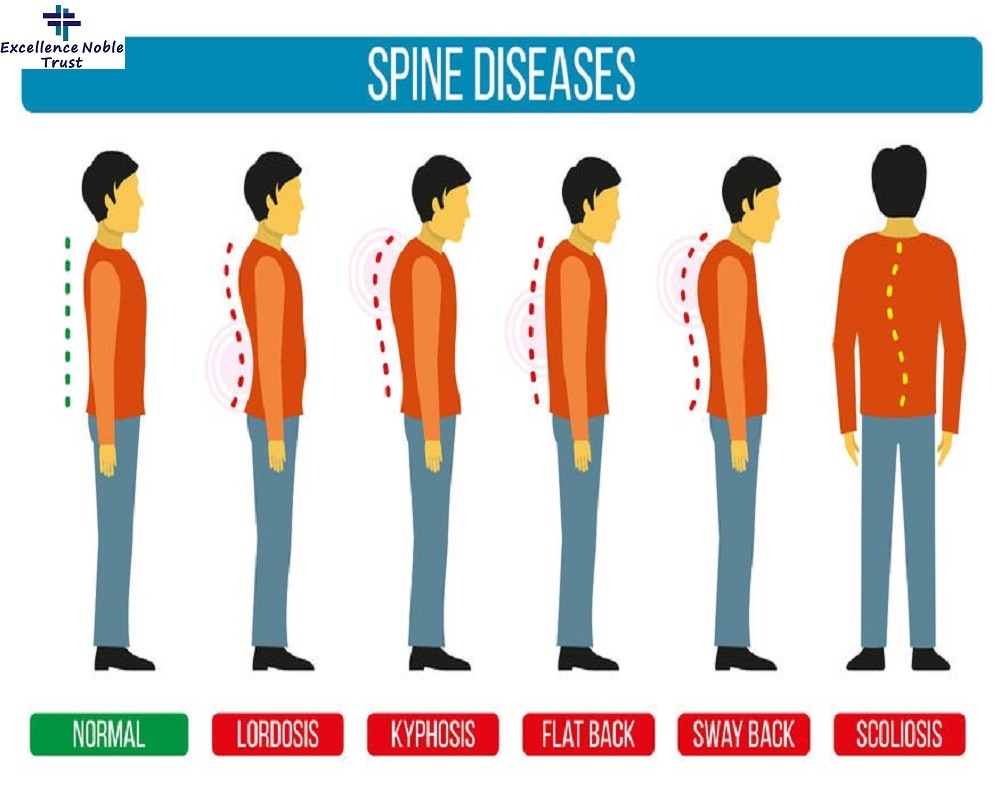 Excellence Noble
Trust
SPINE DISEASES
NORMAL
LORDOSIS
KYPHOSIS
FLAT BACK
SWAY BACK
SCOLIOSIS